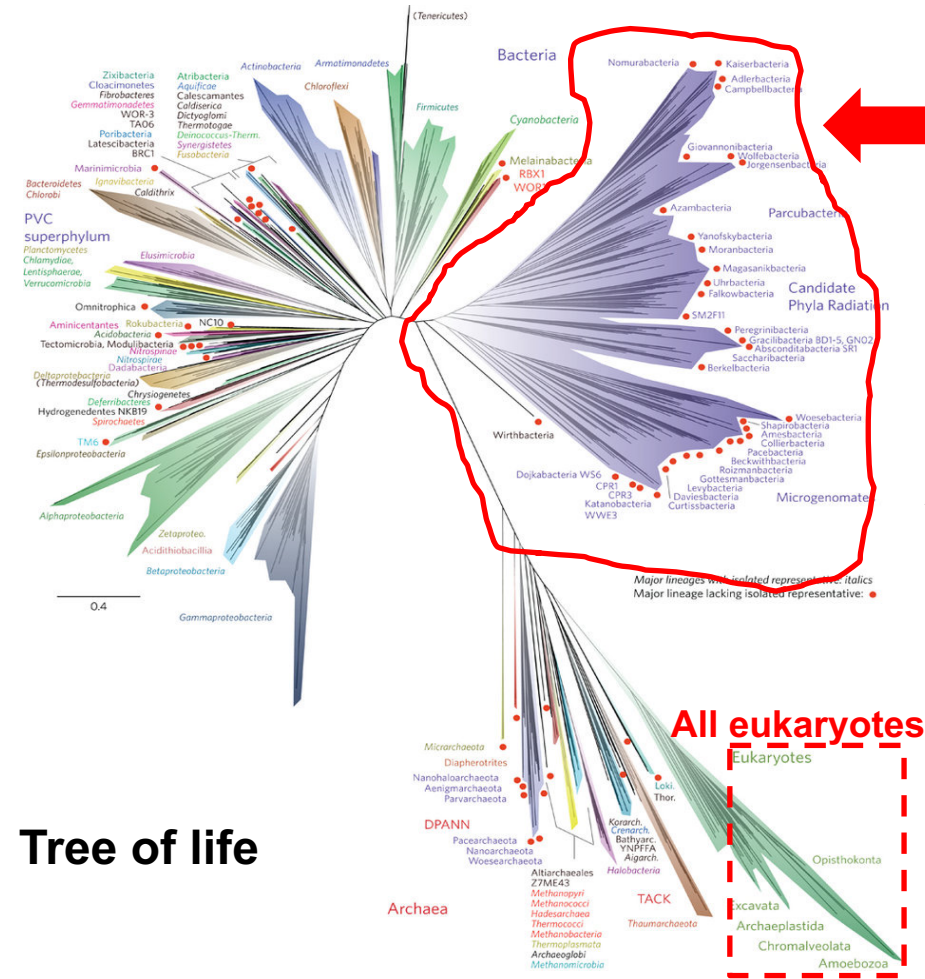 (Tenericutes)
Bacteria
Nomurabacteria
Kaiserbacteria
Adlerbacteria
Campbellbacteria
Zixibacteria
Cloacimonetes
Fibrobacteres
Gemmatimonadetes
WOR-3
TA06
Poribacteria
Latescibacteria
BRC1
Atribacteria
Aquificae
Calescamantes
Caldiserica
Dictyoglomi
Thermotogae
Deinococcus-Therm.
Synergistetes
Fusobacteria
Actinobacteria
Armatimonadetes
Chloroflexi
Firmicutes
Cyanobacteria
Melainabacteria
RBX1
WOR1
Giovannonibacteria
Wolfebacteria
Jorgensenbacteria
Azambacteria
Parcubacteria
Yanofskybacteria
Moranbacteria
Magasanikbacteria
Uhrbacteria
Falkowbacteria
Candidate
Phyla Radiation
SM2F11
Peregrinibacteria
Gracilibacteria BD1-5, GN02
Absconditabacteria SR1
Saccharibacteria
Berkelbacteria
Marinimicrobia
Bacteroidetes
Chlorobi
Ignavibacteria
Caldithrix
PVC
superphylum
Planctomycetes
Chlamydiae,
Lentisphaerae,
Verrucomicrobia
Elusimicrobia
Omnitrophica
Aminicentantes
Rokubacteria
NC10
Acidobacteria
Tectomicrobia, Modulibacteria
Nitrospinae
Nitrospirae
Dadabacteria
Deltaprotebacteria
(Thermodesulfobacteria)
Chrysiogenetes
Deferribacteres
Hydrogenedentes NKB19
Spirochaetes
TM6
Epsilonproteobacteria
Wirthbacteria
Woesebacteria
Shapirobacteria
Amesbacteria
Collierbacteria
Pacebacteria
Beckwithbacteria
Roizmanbacteria
Gottesmanbacteria
Levybacteria
Daviesbacteria
Curtissbacteria
Microgenomate
Dojkabacteria WS6
CPR1
CPR3
Katanobacteria
WWE3
Alphaproteobacteria
Zetaproteo.
Acidithiobacillia
Betaproteobacteria
0.4
Gammaproteobacteria
Major lineages with isolated representative: italics
Major lineage lacking isolated representative:
All eukaryotes
Eukaryotes
Micrarchaeota
Diapherotrites
Nanohaloarchaeota
Aenigmarchaeota
Parvarchaeota
Loki.
Thor.
DPANN
Pacearchaeota
Nanoarchaeota
Woesearchaeota
Korarch.
Crenarch.
Bathyarc.
YNPFFA
Aigarch.
Halobacteria
Tree of life
Altiarchaeales
Z7ME43
Methanopyri
Methanococci
Hadesarchaea
Thermococci
Methanobacteria
Thermoplasmata
Archaeoglobi
Methanomicrobia
Archaea
TACK
Thaumarchaeota
Opisthokonta
Excavata
Archaeplastida
Chromalveolata
Amoebozoa